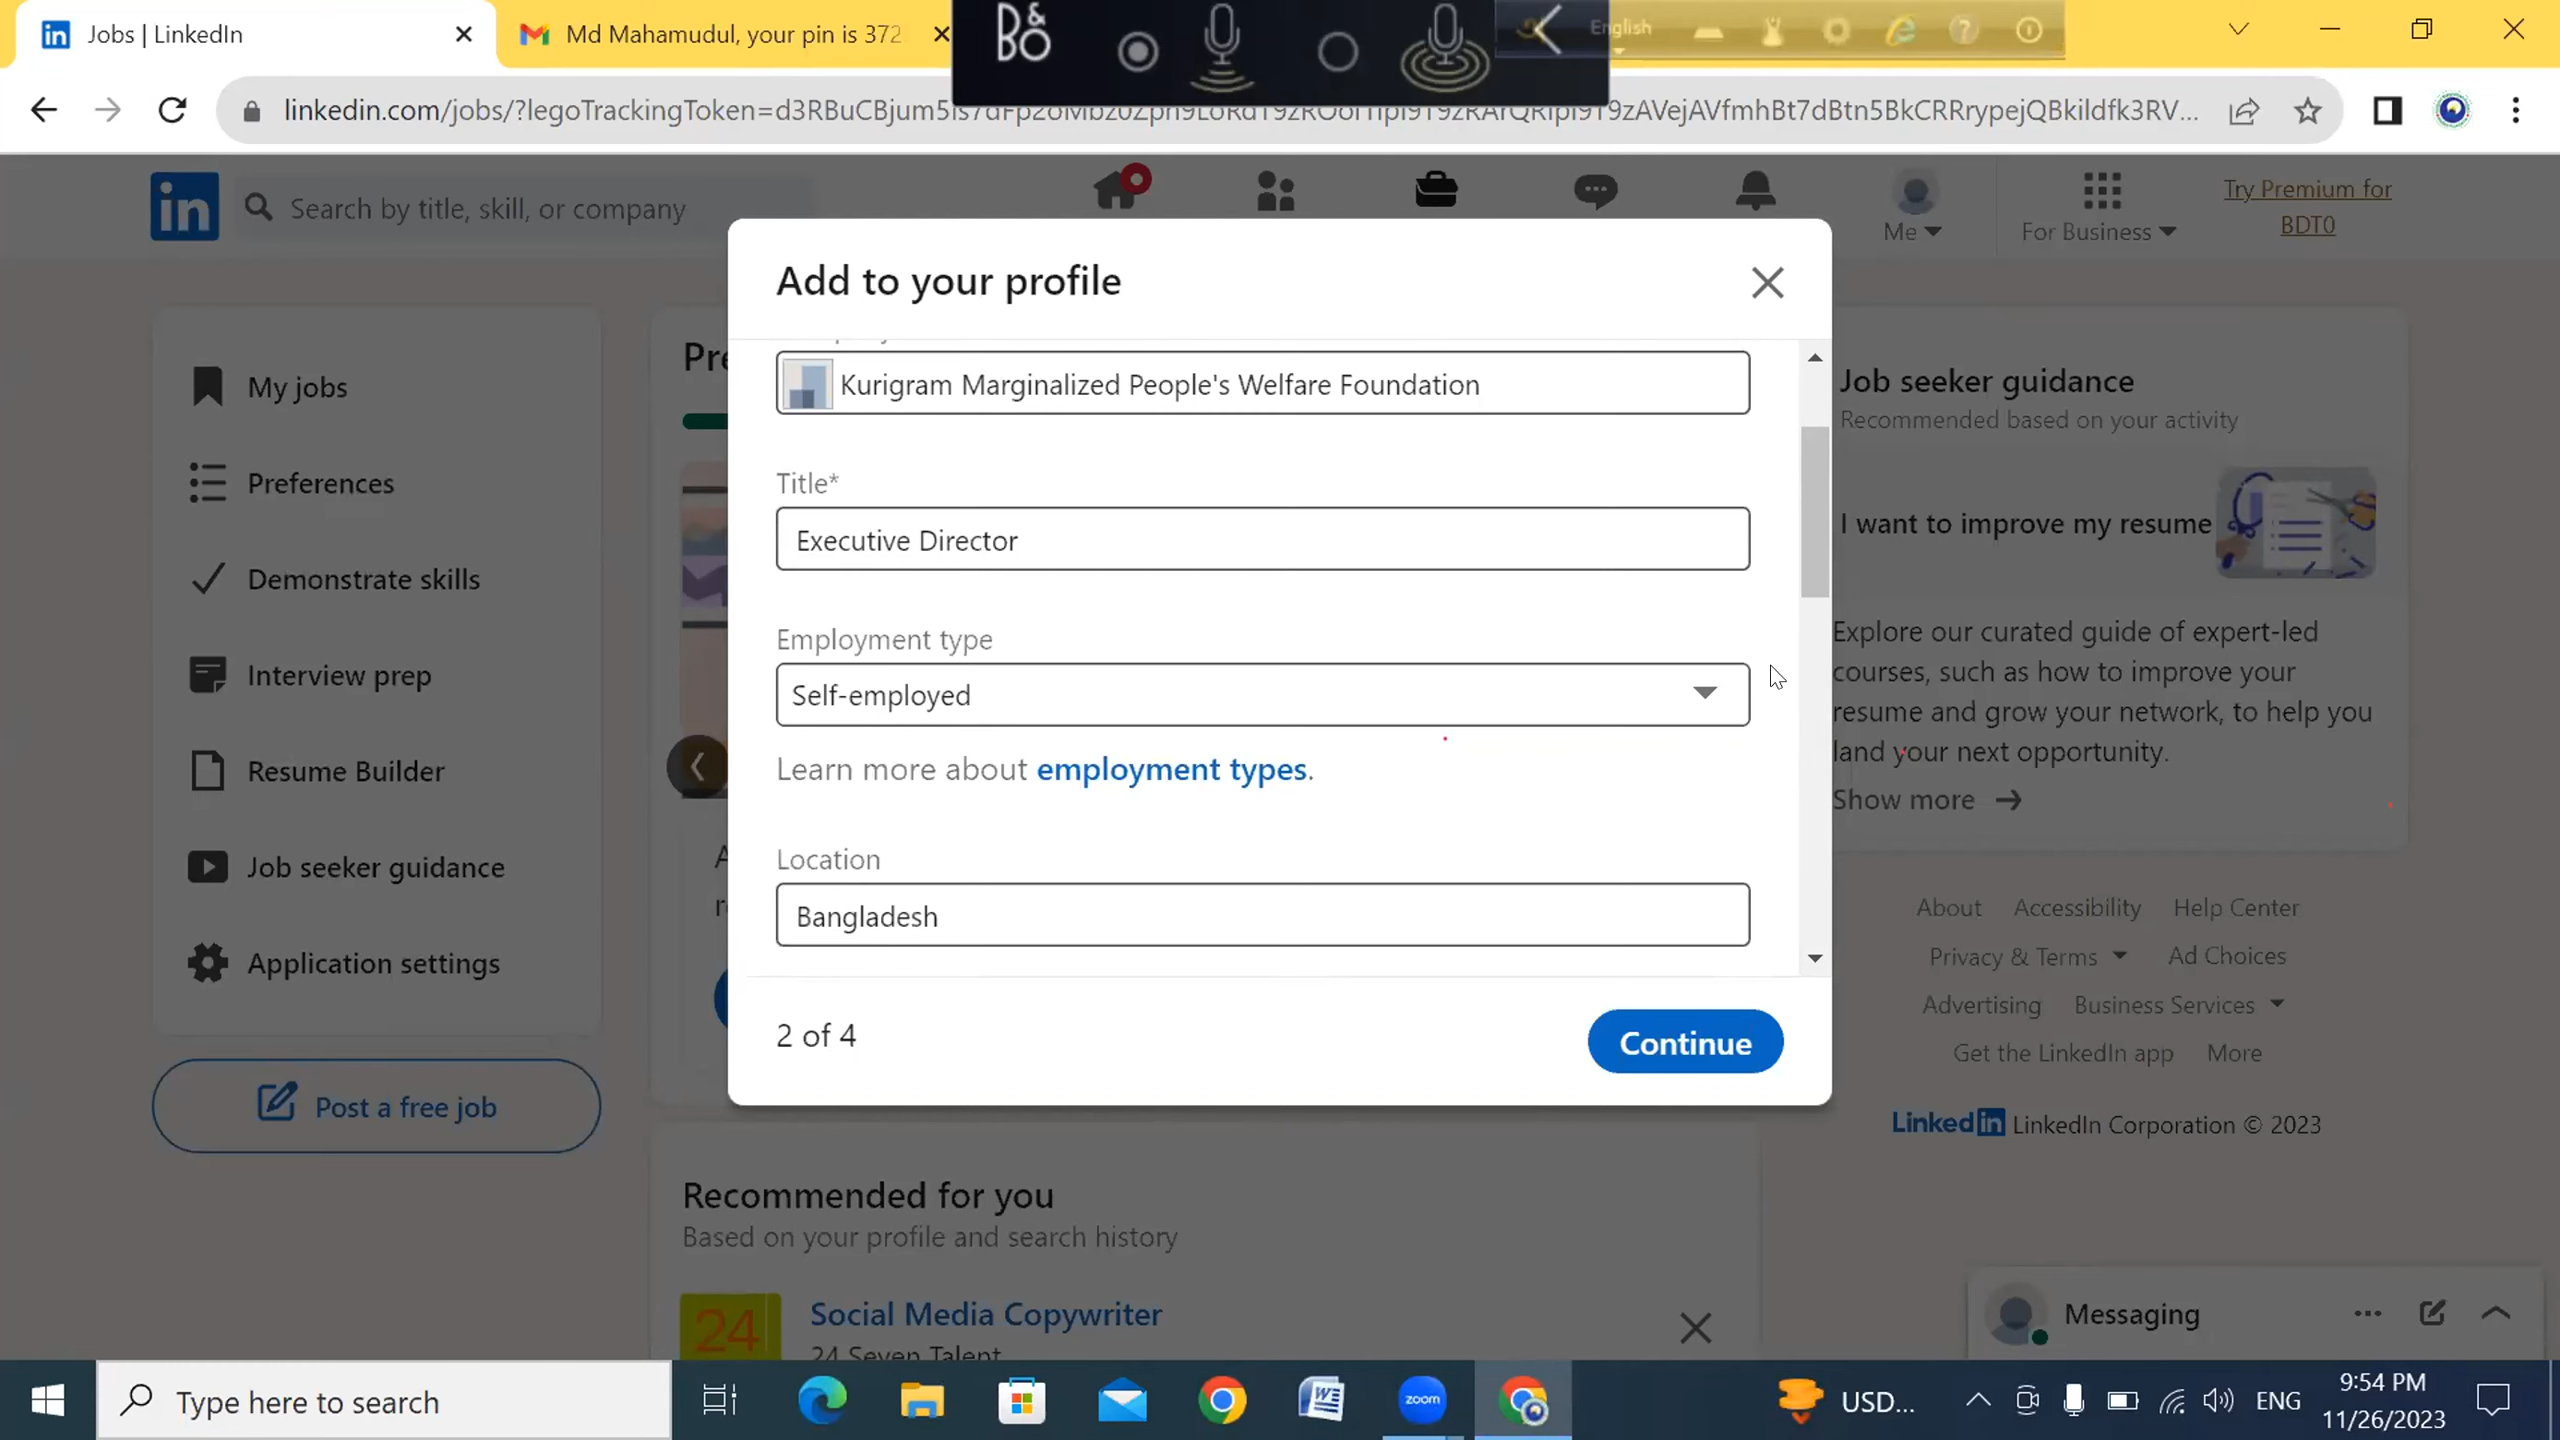 Jobs | LinkedIn
Md Mahamudul, your pin is 372
B&O
English
in
Search by title, skill, or company
Me
For Business
Try Premium for
BDT0
My jobs
Preferences
Demonstrate skills
Interview prep
Resume Builder
Job seeker guidance
Application settings
Post a free job
Pre
Add to your profile
Kurigram Marginalized People's Welfare Foundation
Title*
Executive Director
Employment type
Self-employed
Learn more about employment types.
Location
Bangladesh
2 of 4
Continue
Job seeker guidance
Recommended based on your activity
I want to improve my resume
Explore our curated guide of expert-led
courses, such as how to improve your
resume and grow your network, to help you
land your next opportunity.
Show more
About Accessibility Help Center
Privacy & Terms Ad Choices
Advertising Business Services
Get the LinkedIn app More
LinkedIn LinkedIn Corporation © 2023
Recommended for you
Based on your profile and search history
24
Social Media Copywriter
24 Seven Talent
Messaging
Type here to search
zoom
USD...
ENG
9:54 PM
11/26/2023